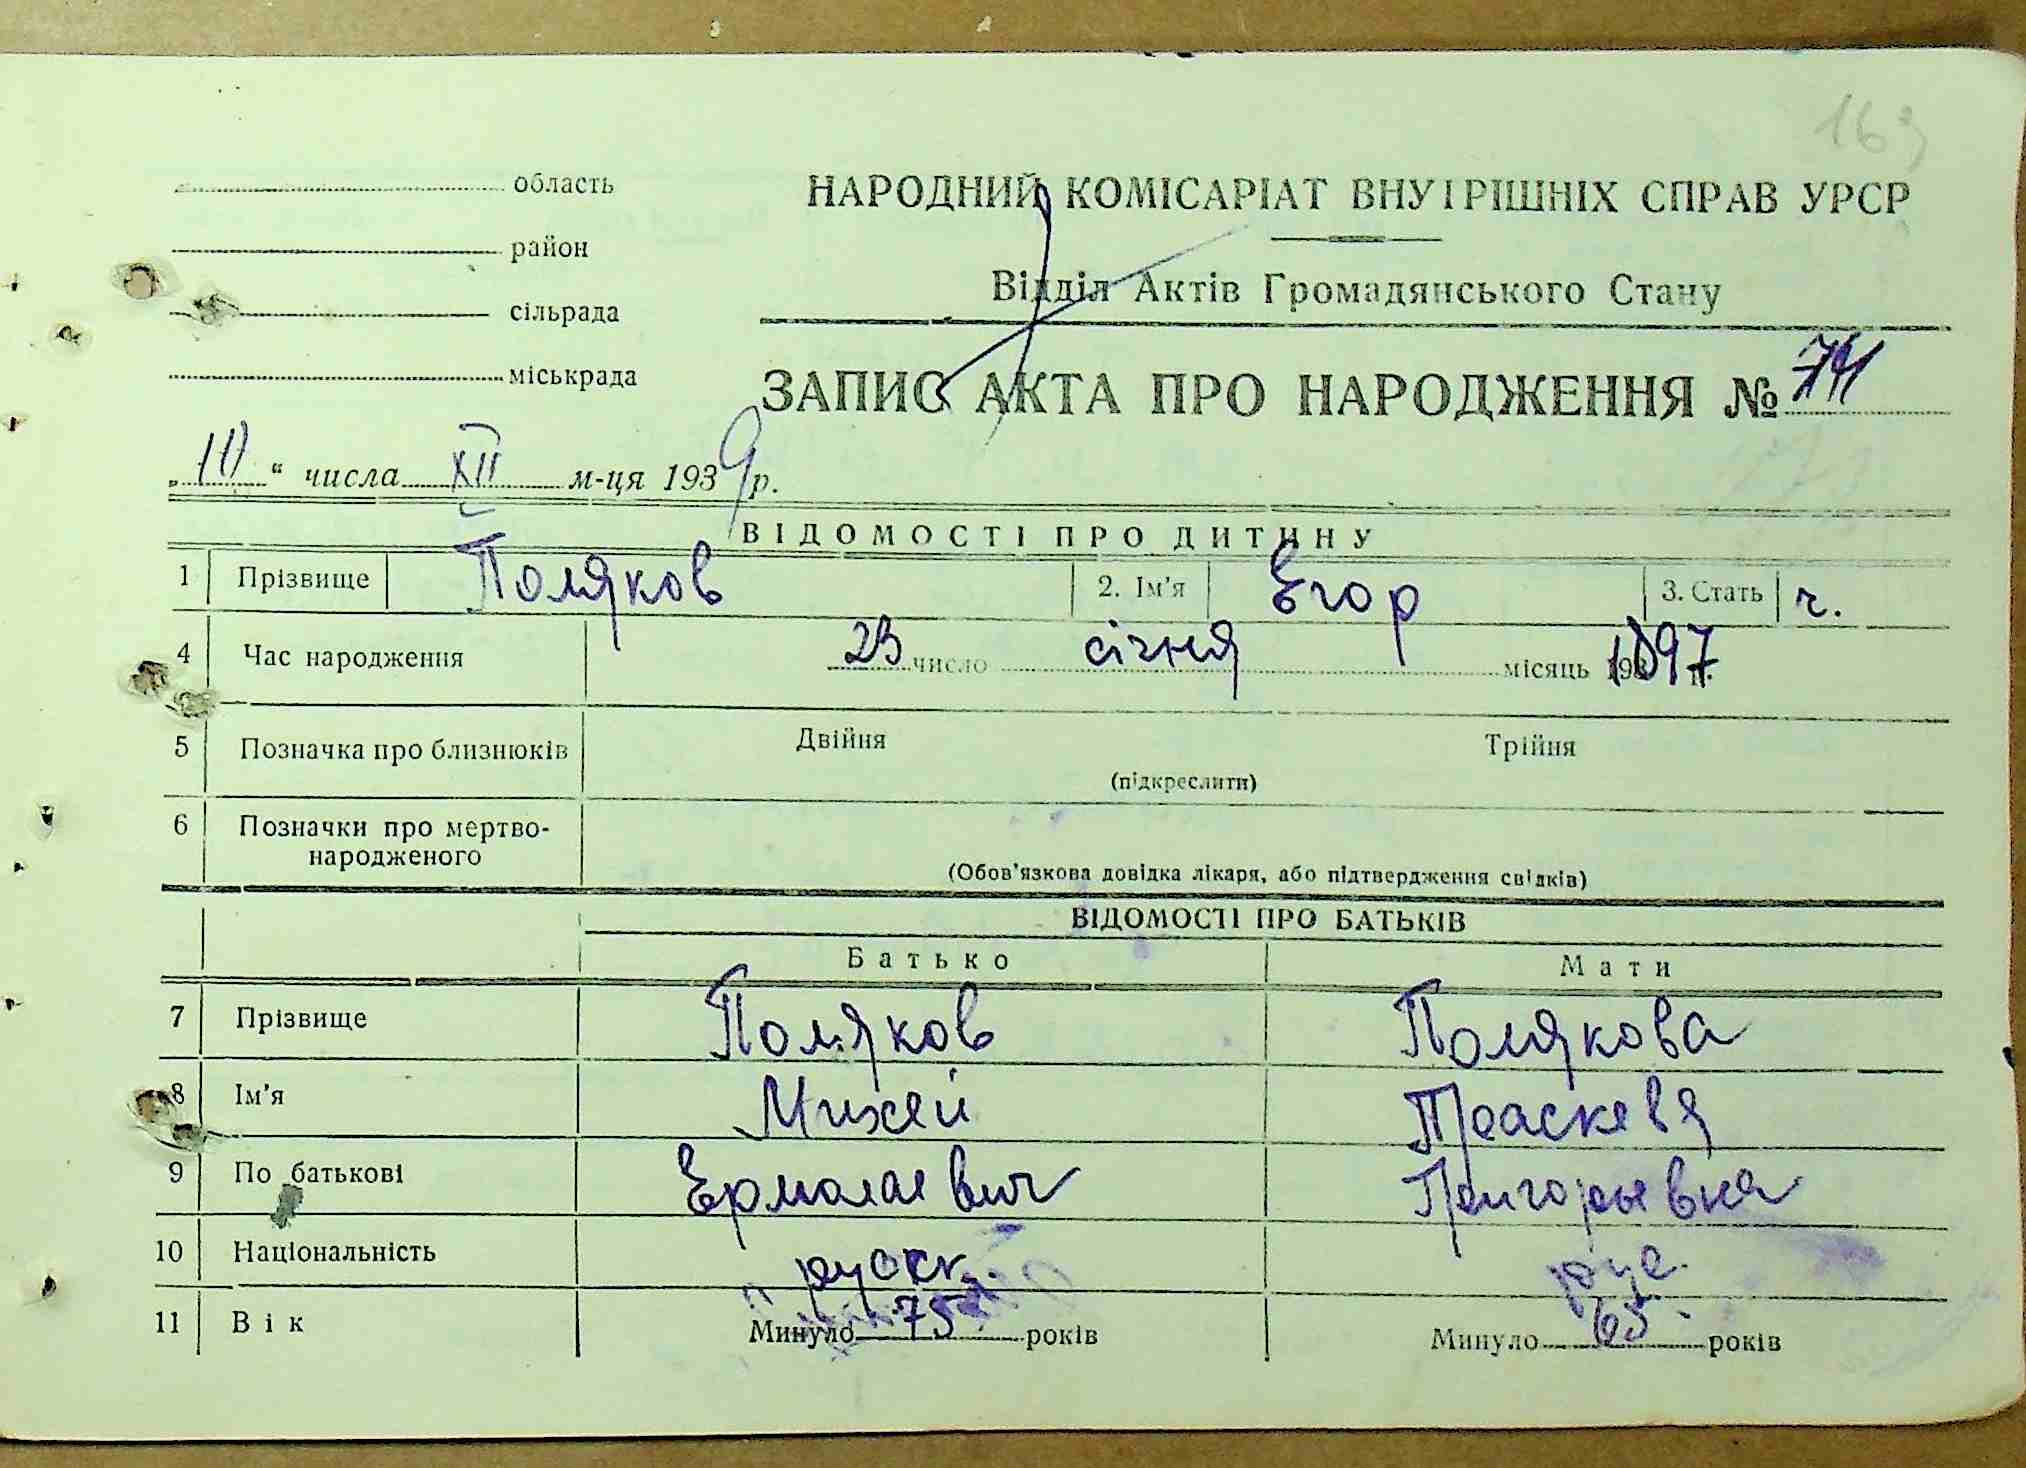 163
область
район
сільрада
міськрада
НАРОДНИЙ КОМІСАРІАТ ВНУТРІШНІХ СПРАВ УРСР
Відділ Актів Громадянського Стану
ЗАПИС АКТА ПРО НАРОДЖЕННЯ №
„10“ числа XII м-ця 1939 р.
ВІДОМОСТІ ПРО ДИТИНУ
1 Прізвище Поляков 2. Ім'я Егор 3. Стать ч.
4 Час народження 23 число січня місяць 1897 р.
5 Позначка про близнюків Двійня Трійня
(підкреслити)
6 Позначки про мертво-
народженого
(Обов'язкова довідка лікаря, або підтвердження свідків)
ВІДОМОСТІ ПРО БАТЬКІВ
Батько Мати
7 Прізвище Поляков Полякова
8 Ім'я Михей Праскевя
9 По батькові Ермолаевич Григорьевна
10 Національність руськ. рус.
11 Вік Минуло 75 років Минуло 65 років